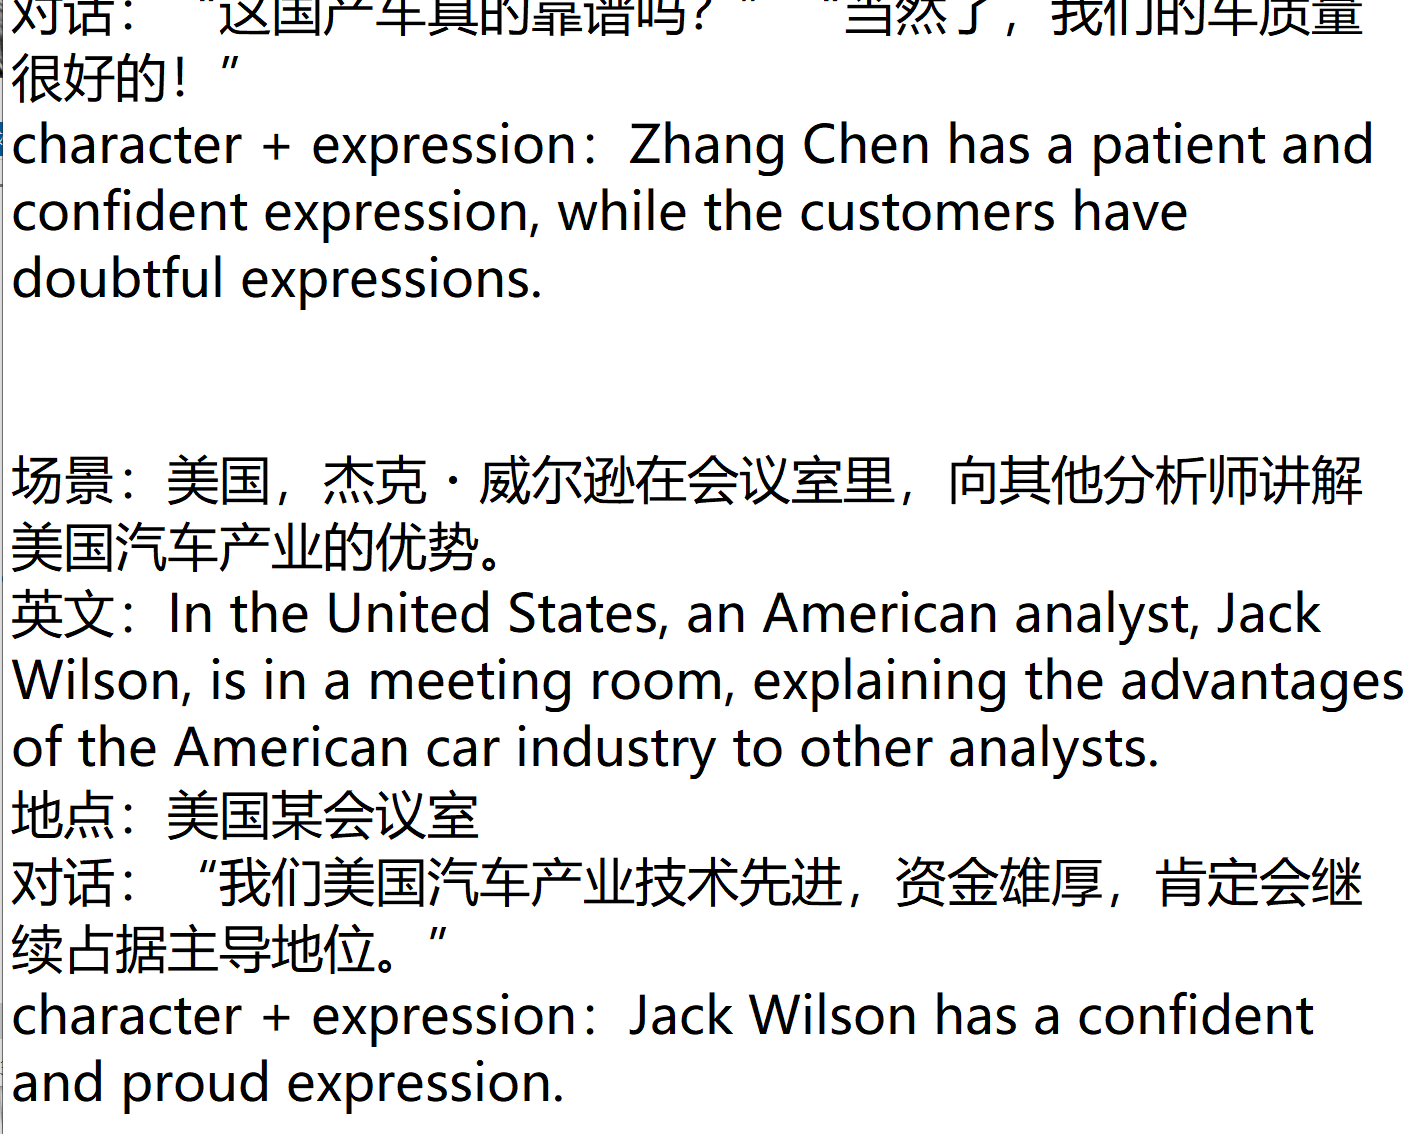 对话：“这国产车真的靠谱吗？”“当然了，我们的车质量
很好的！”
character + expression：Zhang Chen has a patient and
confident expression, while the customers have
doubtful expressions.
场景：美国，杰克·威尔逊在会议室里，向其他分析师讲解
美国汽车产业的优势。
英文：In the United States, an American analyst, Jack
Wilson, is in a meeting room, explaining the advantages
of the American car industry to other analysts.
地点：美国某会议室
对话：“我们美国汽车产业技术先进，资金雄厚，肯定会继
续占据主导地位。”
character + expression：Jack Wilson has a confident
and proud expression.